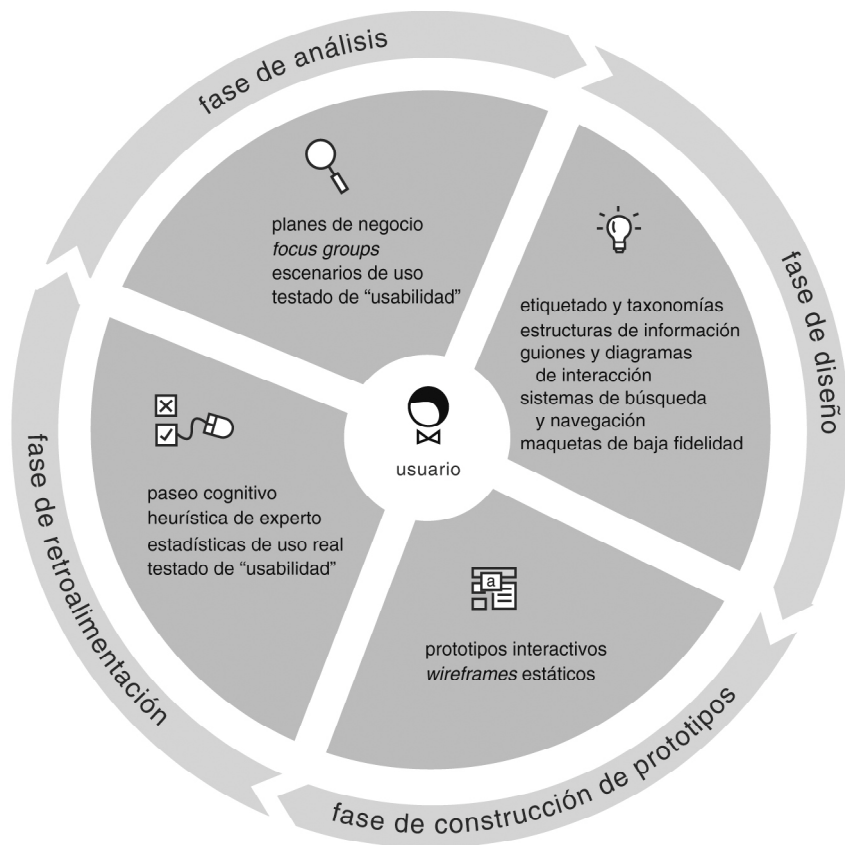 fase de análisis
planes de negocio
focus groups
escenarios de uso
testado de “usabilidad”
fase de diseño
etiquetado y taxonomías
estructuras de información
guiones y diagramas
de interacción
sistemas de búsqueda
y navegación
maquetas de baja fidelidad
usuario
fase de construcción de prototipos
a
prototipos interactivos
wireframes estáticos
fase de retroalimentación
paseo cognitivo
heurística de experto
estadísticas de uso real
testado de “usabilidad”